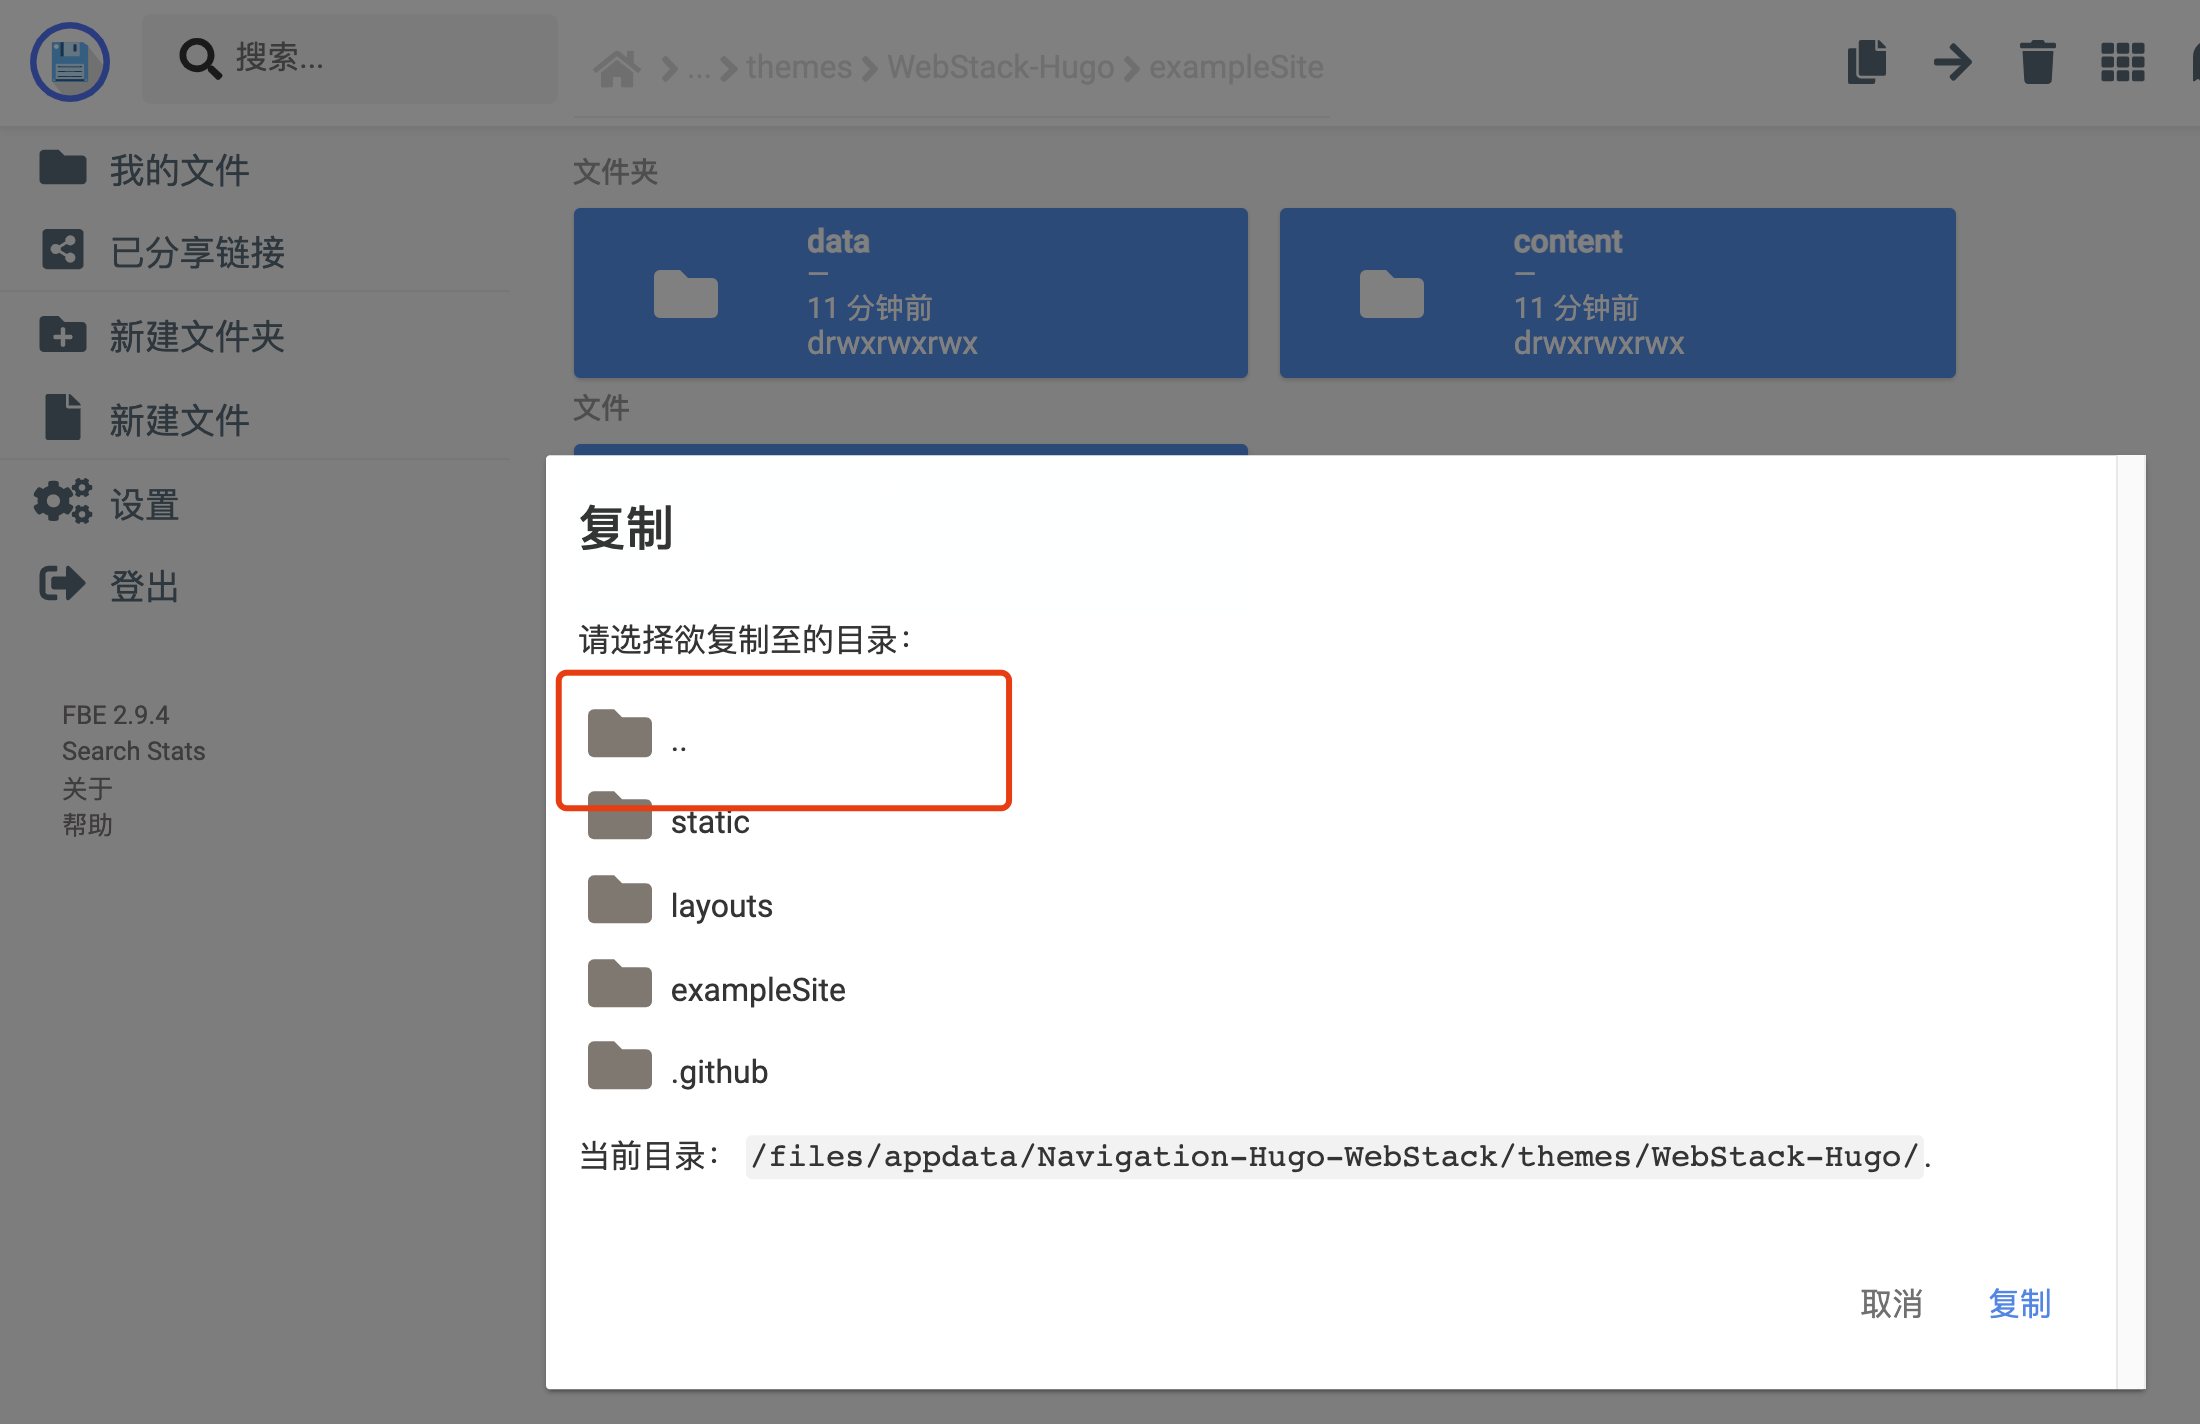 搜索...
... themes WebStack-Hugo exampleSite
我的文件
已分享链接
新建文件夹
新建文件
设置
登出
FBE 2.9.4
Search Stats
关于
帮助
文件夹
data
—
11 分钟前
drwxrwxrwx
content
—
11 分钟前
drwxrwxrwx
文件
复制
请选择欲复制至的目录：
..
static
layouts
exampleSite
.github
当前目录： /files/appdata/Navigation-Hugo-WebStack/themes/WebStack-Hugo/.
取消
复制